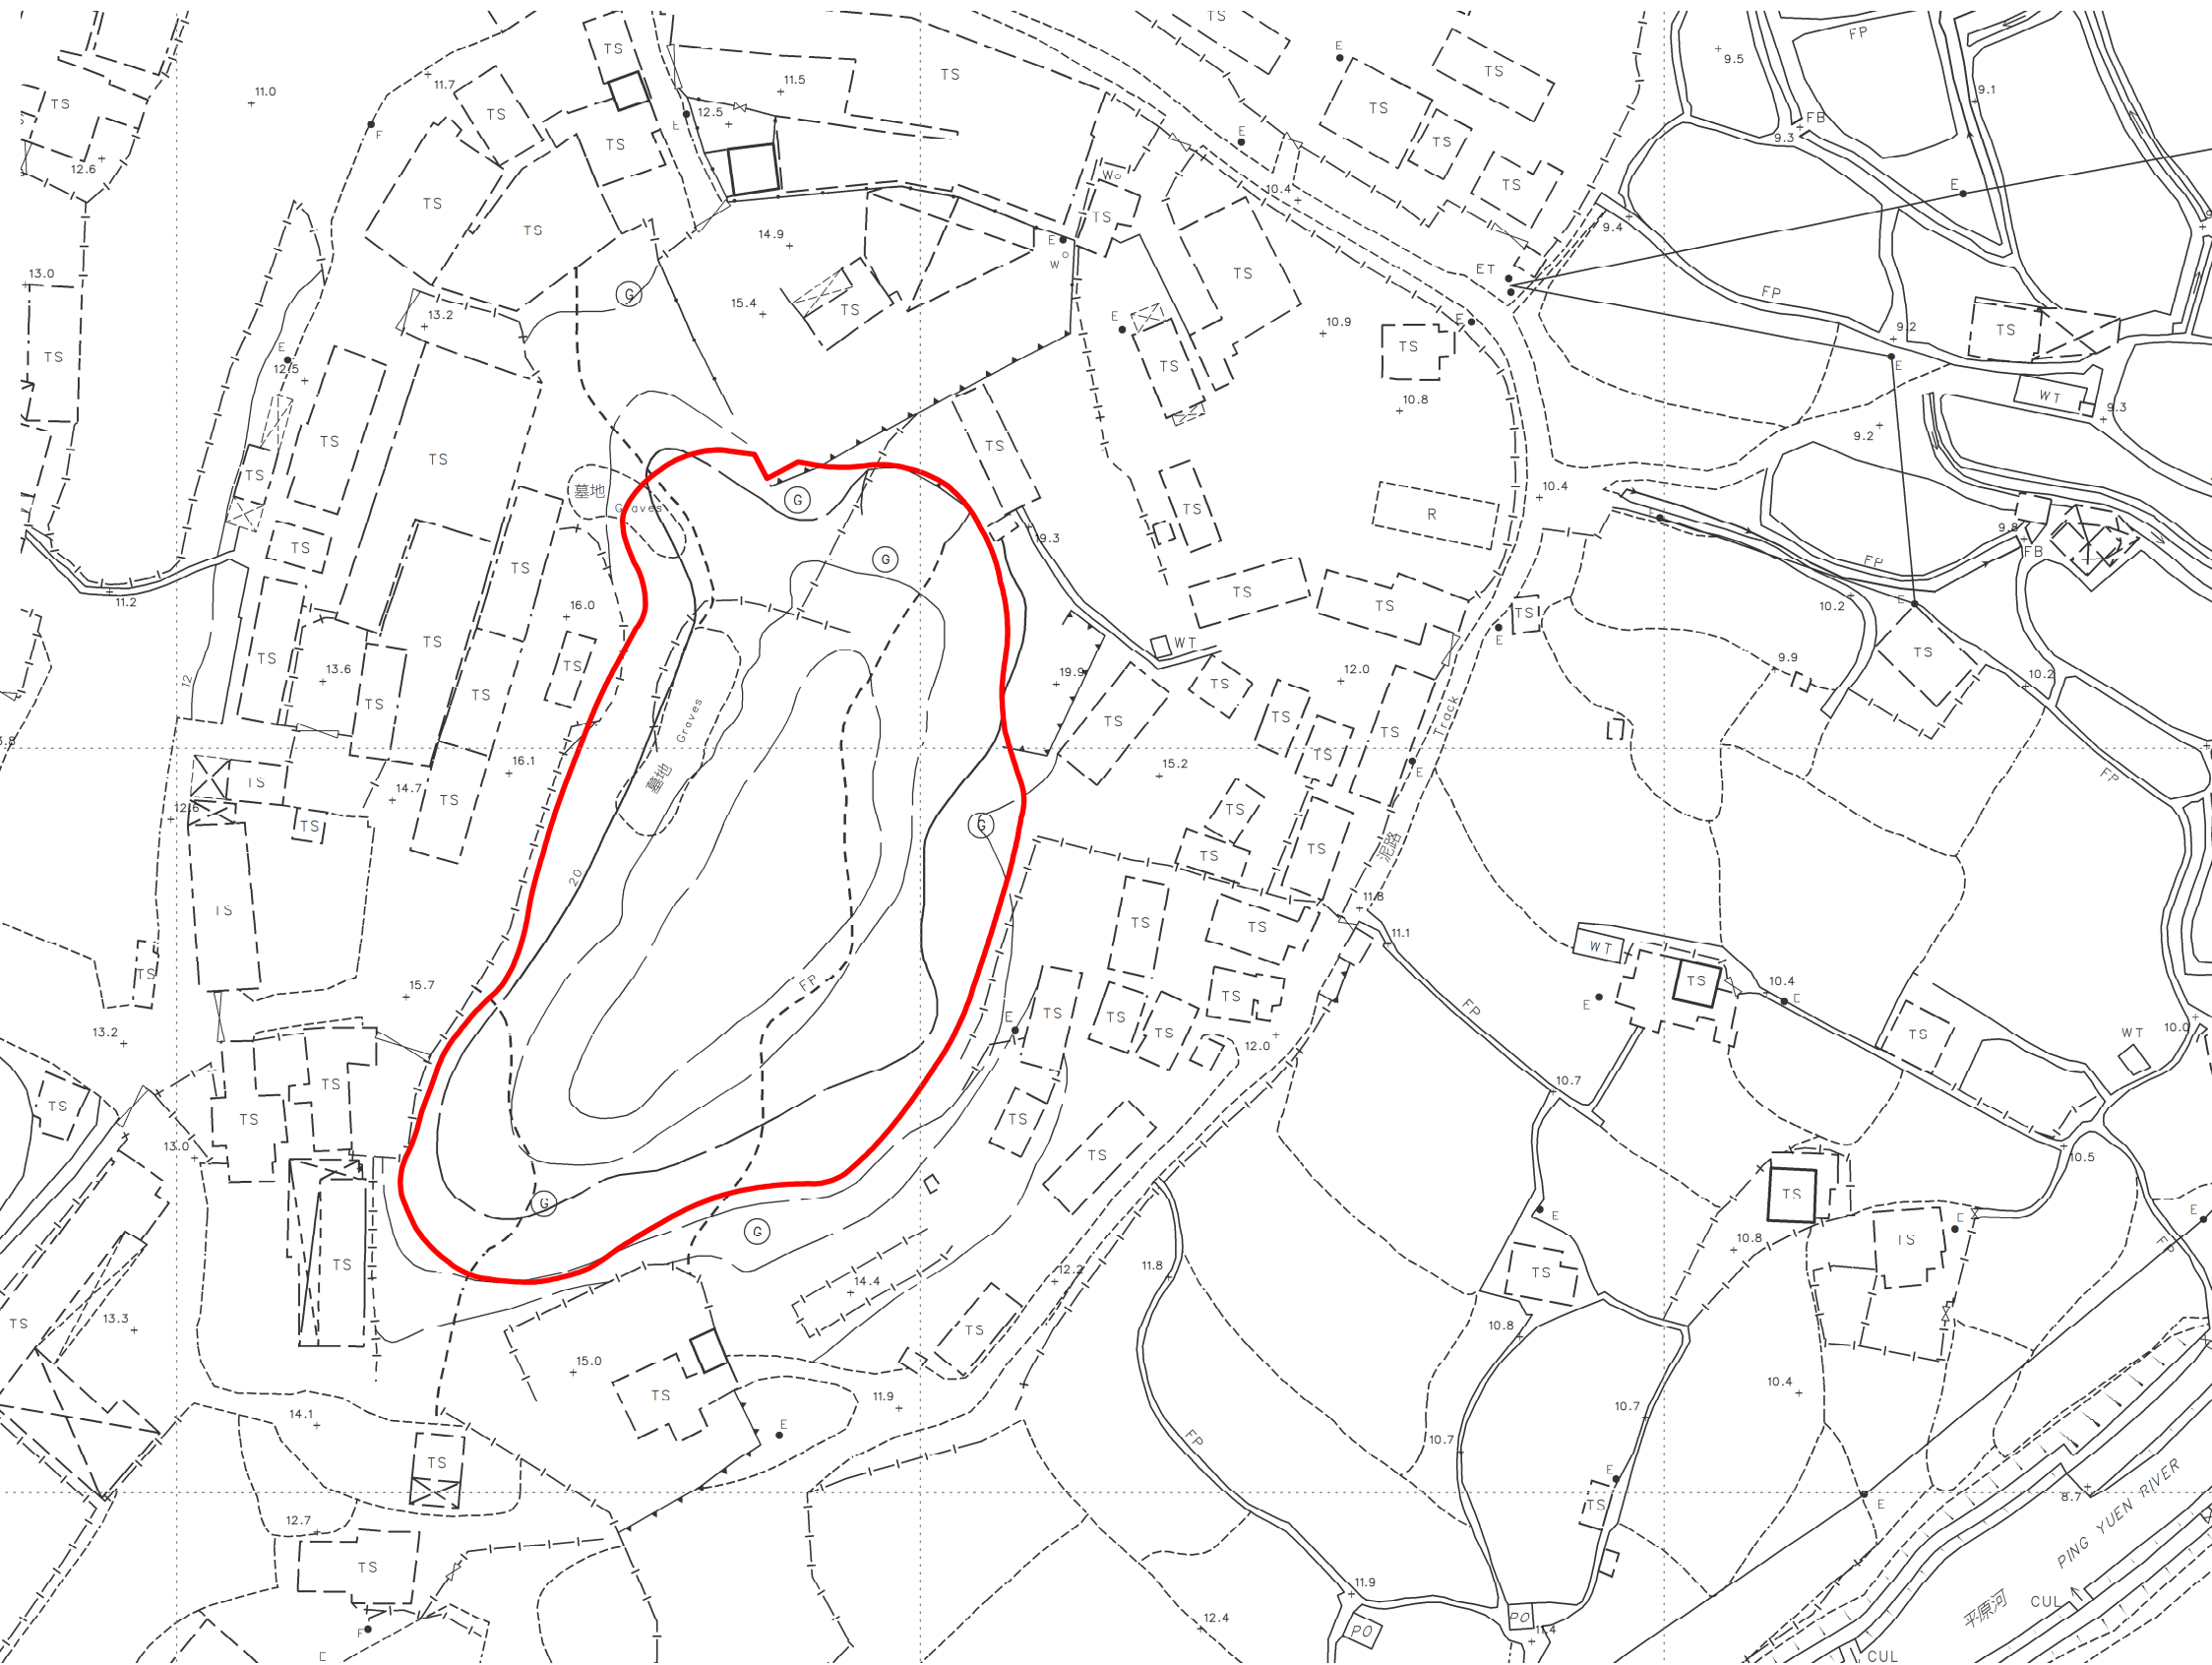 TS
FP
TS
TS
E
9.5
TS
TS
11.7
11.5
11.0
TS
TS
9.1
TS
TS
12.5
E
FB
F
TS
E
TS
9.3
12.6
W
TS
10.4
E
TS
TS
TS
9.4
14.9
E
W
13.0
TS
ET
G
FP
15.4
TS
13.2
E
E
10.9
9.2
TS
TS
E
TS
TS
E
12.5
10.8
WT
9.3
TS
TS
TS
9.2
TS
墓地
G
10.4
Graves
TS
R
E
9.8
19.3
FB
TS
G
FP
TS
11.2
16.0
TS
TS
10.2
E
TS
13.6
TS
TS
TS
WT
E
TS
9.9
TS
19.9
TS
12.0
10.2
12
TS
TS
TS
Graves
TS
TS
TS
Track
13.8
16.1
15.2
E
墓地
TS
14.7
TS
FP
12.6
TS
TS
G
泥路
TS
TS
20
TS
11.8
TS
TS
11.1
WT
TS
FP
TS
15.7
TS
E
10.4
E
E
TS
TS
TS
FP
13.2
12.0
TS
WT
10.0
TS
10.7
TS
TS
TS
13.0
TS
10.5
TS
G
E
E
G
10.8
E
TS
FP
TS
11.8
TS
12.2
14.4
TS
13.3
TS
10.8
15.0
TS
11.9
10.4
14.1
E
10.7
FP
10.7
TS
E
TS
E
8.7
12.7
PING YUEN RIVER
TS
11.9
平原河
CUL
F
12.4
PO
PO
11.4
CUL